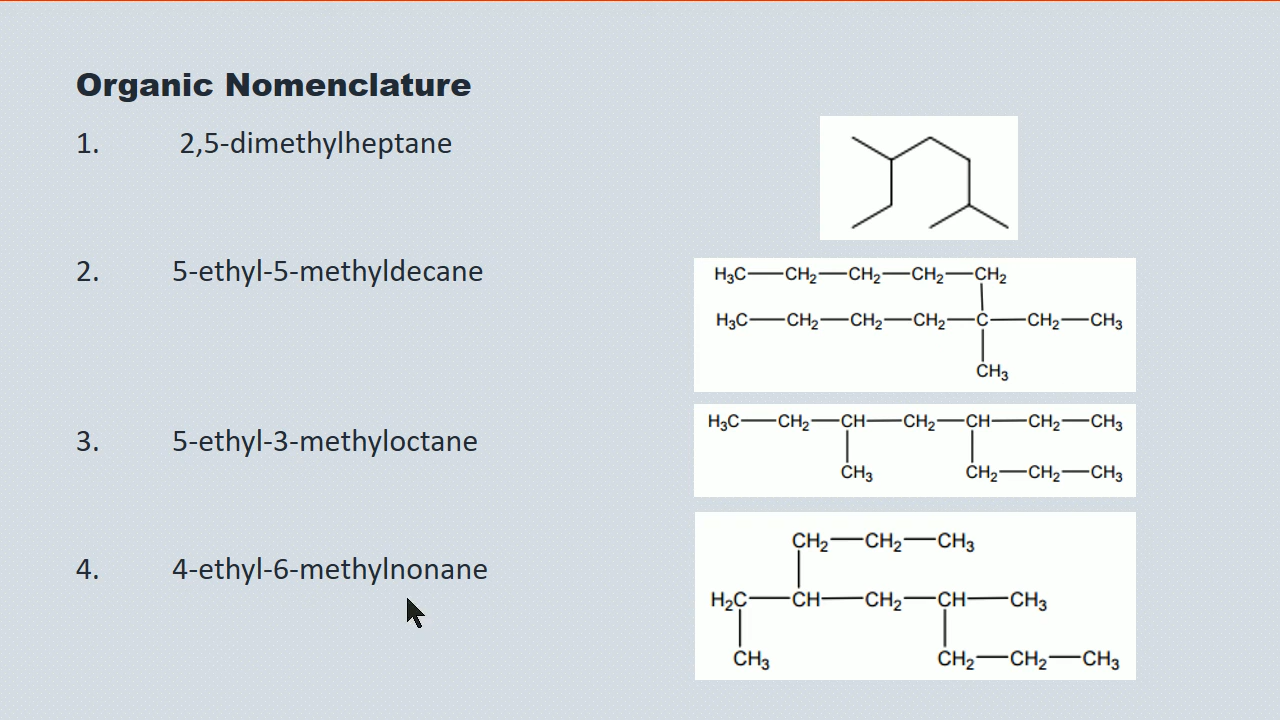 Organic Nomenclature
1. 2,5-dimethylheptane
2. 5-ethyl-5-methyldecane
H₃C—CH₂—CH₂—CH₂—CH₂
H₃C—CH₂—CH₂—CH₂—C—CH₂—CH₃
CH₃
3. 5-ethyl-3-methyloctane
H₃C—CH₂—CH—CH₂—CH—CH₂—CH₃
CH₃ CH₂—CH₂—CH₃
4. 4-ethyl-6-methylnonane
CH₂—CH₂—CH₃
H₂C—CH—CH₂—CH—CH₃
CH₃ CH₂—CH₂—CH₃